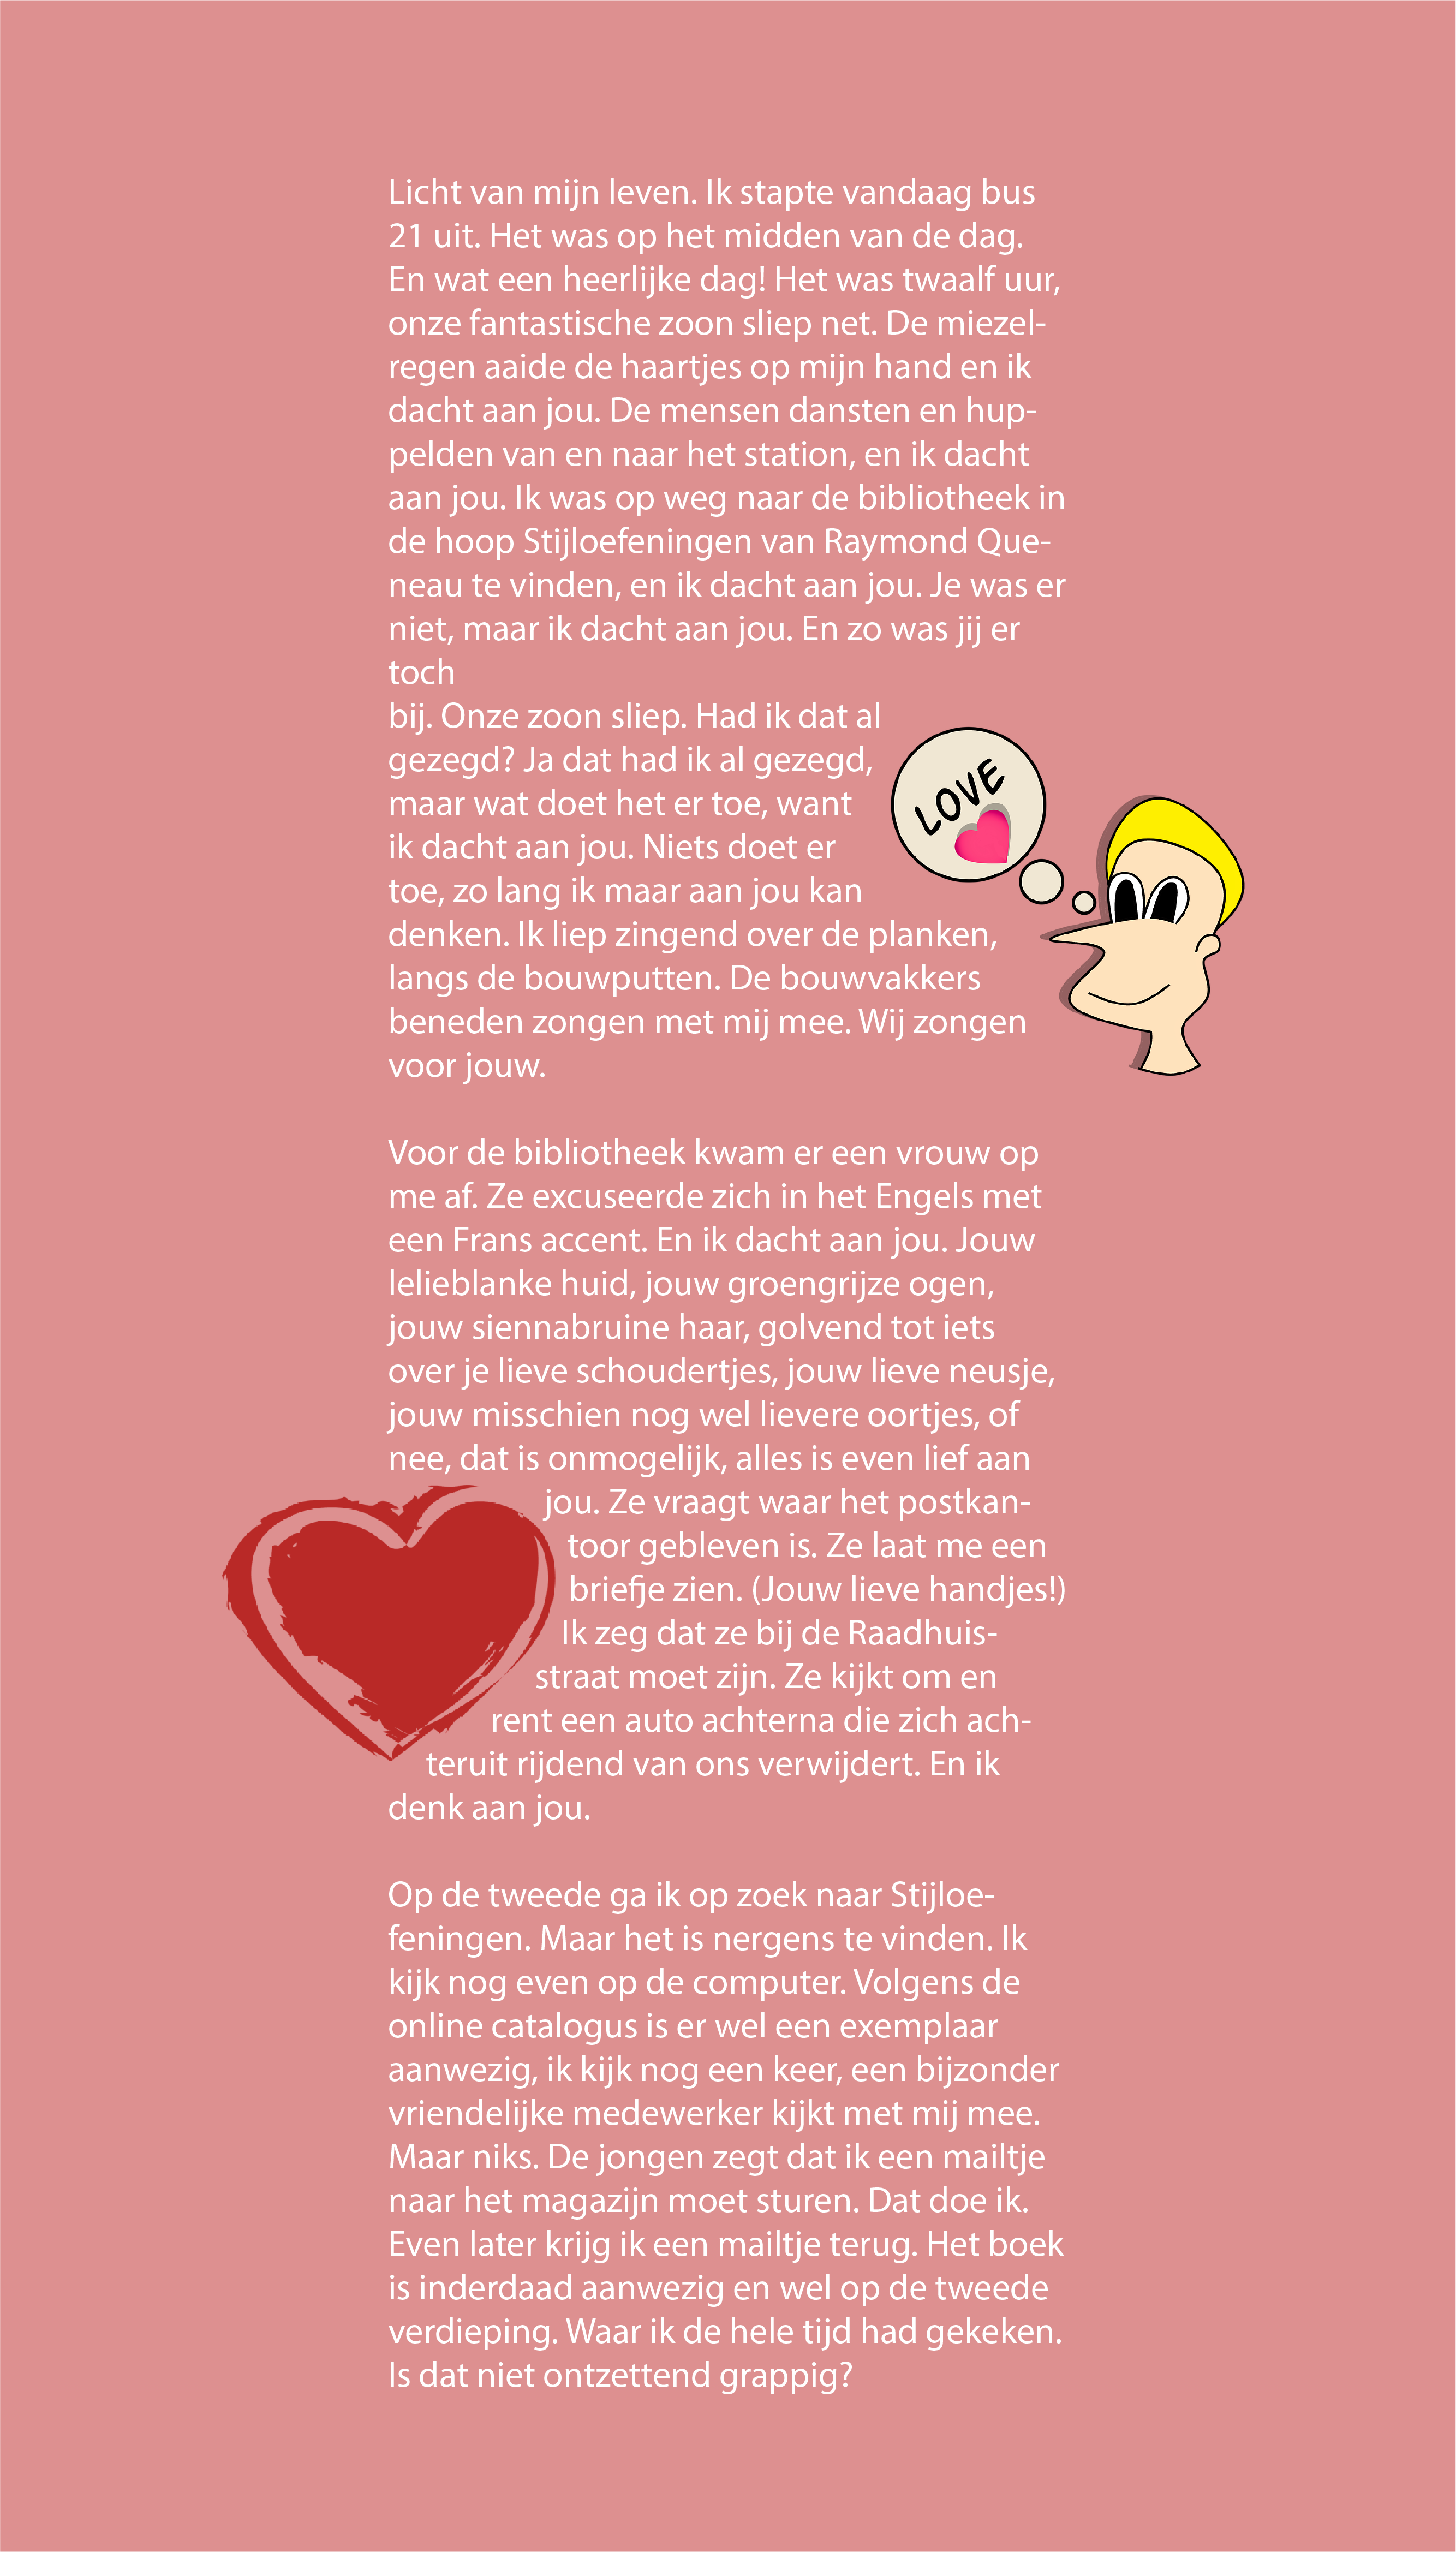 Licht van mijn leven. Ik stapte vandaag bus
21 uit. Het was op het midden van de dag.
En wat een heerlijke dag! Het was twaalf uur,
onze fantastische zoon sliep net. De miezel-
regen aaide de haartjes op mijn hand en ik
dacht aan jou. De mensen dansten en hup-
pelden van en naar het station, en ik dacht
aan jou. Ik was op weg naar de bibliotheek in
de hoop Stijloefeningen van Raymond Que-
neau te vinden, en ik dacht aan jou. Je was er
niet, maar ik dacht aan jou. En zo was jij er
toch
bij. Onze zoon sliep. Had ik dat al
gezegd? Ja dat had ik al gezegd,
maar wat doet het er toe, want
ik dacht aan jou. Niets doet er
toe, zo lang ik maar aan jou kan
denken. Ik liep zingend over de planken,
langs de bouwputten. De bouwvakkers
beneden zongen met mij mee. Wij zongen
voor jouw.
LOVE
Voor de bibliotheek kwam er een vrouw op
me af. Ze excuseerde zich in het Engels met
een Frans accent. En ik dacht aan jou. Jouw
lelieblanke huid, jouw groengrijze ogen,
jouw siennabruine haar, golvend tot iets
over je lieve schoudertjes, jouw lieve neusje,
jouw misschien nog wel lievere oortjes, of
nee, dat is onmogelijk, alles is even lief aan
jou. Ze vraagt waar het postkan-
toor gebleven is. Ze laat me een
briefje zien. (Jouw lieve handjes!)
Ik zeg dat ze bij de Raadhuis-
straat moet zijn. Ze kijkt om en
rent een auto achterna die zich ach-
teruit rijdend van ons verwijdert. En ik
denk aan jou.
Op de tweede ga ik op zoek naar Stijloe-
feningen. Maar het is nergens te vinden. Ik
kijk nog even op de computer. Volgens de
online catalogus is er wel een exemplaar
aanwezig, ik kijk nog een keer, een bijzonder
vriendelijke medewerker kijkt met mij mee.
Maar niks. De jongen zegt dat ik een mailtje
naar het magazijn moet sturen. Dat doe ik.
Even later krijg ik een mailtje terug. Het boek
is inderdaad aanwezig en wel op de tweede
verdieping. Waar ik de hele tijd had gekeken.
Is dat niet ontzettend grappig?